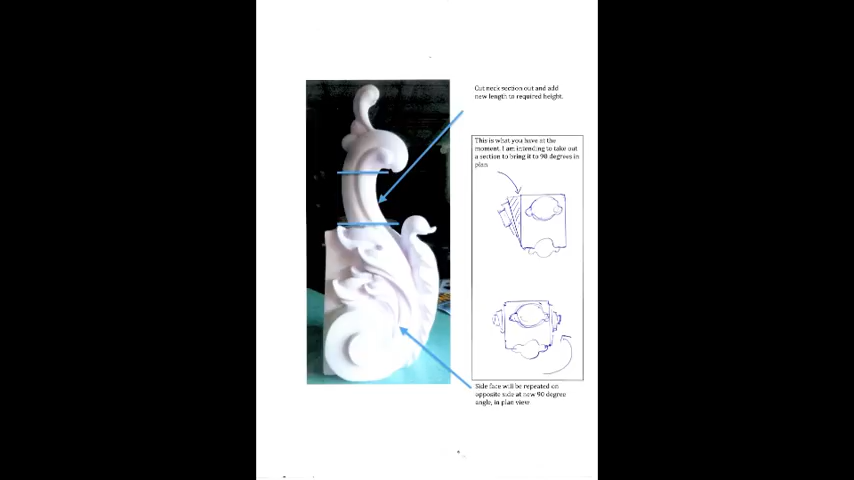 Cut neck section out and add
new length to required height.
This is what you have at the
moment. I am intending to take out
a section to bring it to 90 degrees in
plan
Side face will be repeated on
opposite side at new 90 degree
angle, in plan view